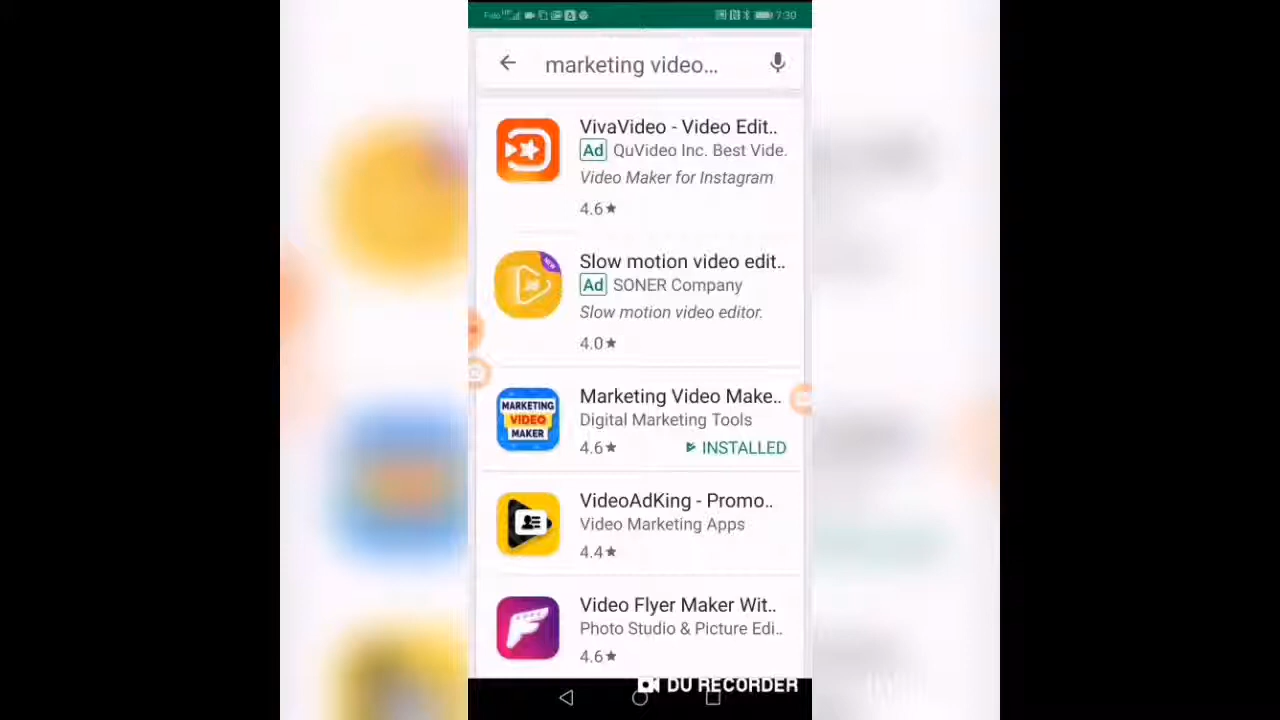 Fido 7:30
marketing video...
VivaVideo - Video Edit..
Ad QuVideo Inc. Best Vide.
Video Maker for Instagram
4.6★
NEW
Slow motion video edit..
Ad SONER Company
Slow motion video editor.
4.0★
MARKETING
VIDEO
MAKER
Marketing Video Make..
Digital Marketing Tools
4.6★ INSTALLED
VideoAdKing - Promo..
Video Marketing Apps
4.4★
Video Flyer Maker Wit..
Photo Studio & Picture Edi..
4.6★
DU RECORDER